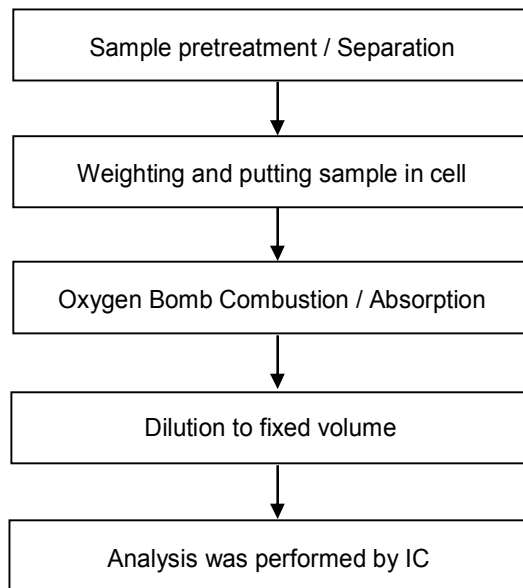 Sample pretreatment / Separation
Weighting and putting sample in cell
Oxygen Bomb Combustion / Absorption
Dilution to fixed volume
Analysis was performed by IC